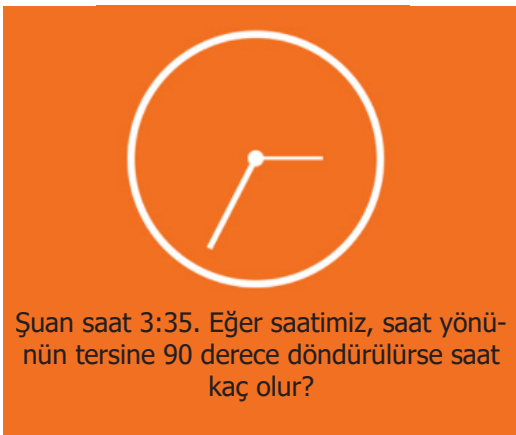 Şuan saat 3:35. Eğer saatimiz, saat yönü-
nün tersine 90 derece döndürülürse saat
kaç olur?